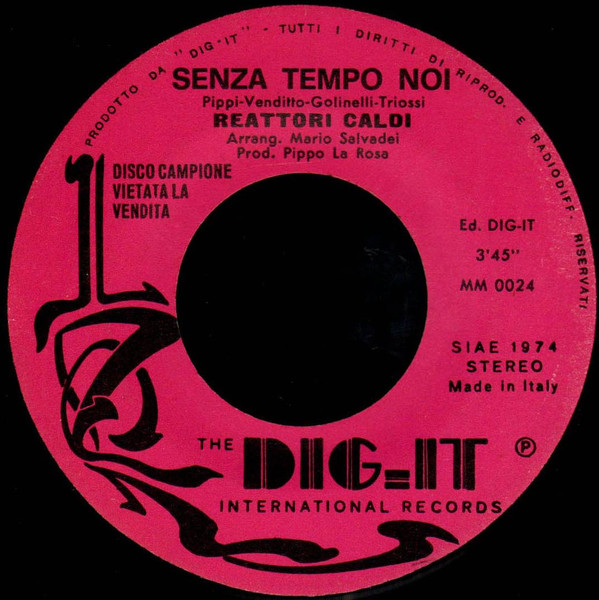 PRODOTTO DA "DIG-IT" - TUTTI I DIRITTI DI RIPROD. E RADIODIFF. RISERVATI
SENZA TEMPO NOI
Pippi-Venditto-Golinelli-Triossi
REATTORI CALDI
Arrang. Mario Salvadei
Prod. Pippo La Rosa
DISCO CAMPIONE
VIETATA LA
VENDITA
Ed. DIG-IT
3'45"
MM 0024
SIAE 1974
STEREO
Made in Italy
THE DIG=IT ℗
INTERNATIONAL RECORDS